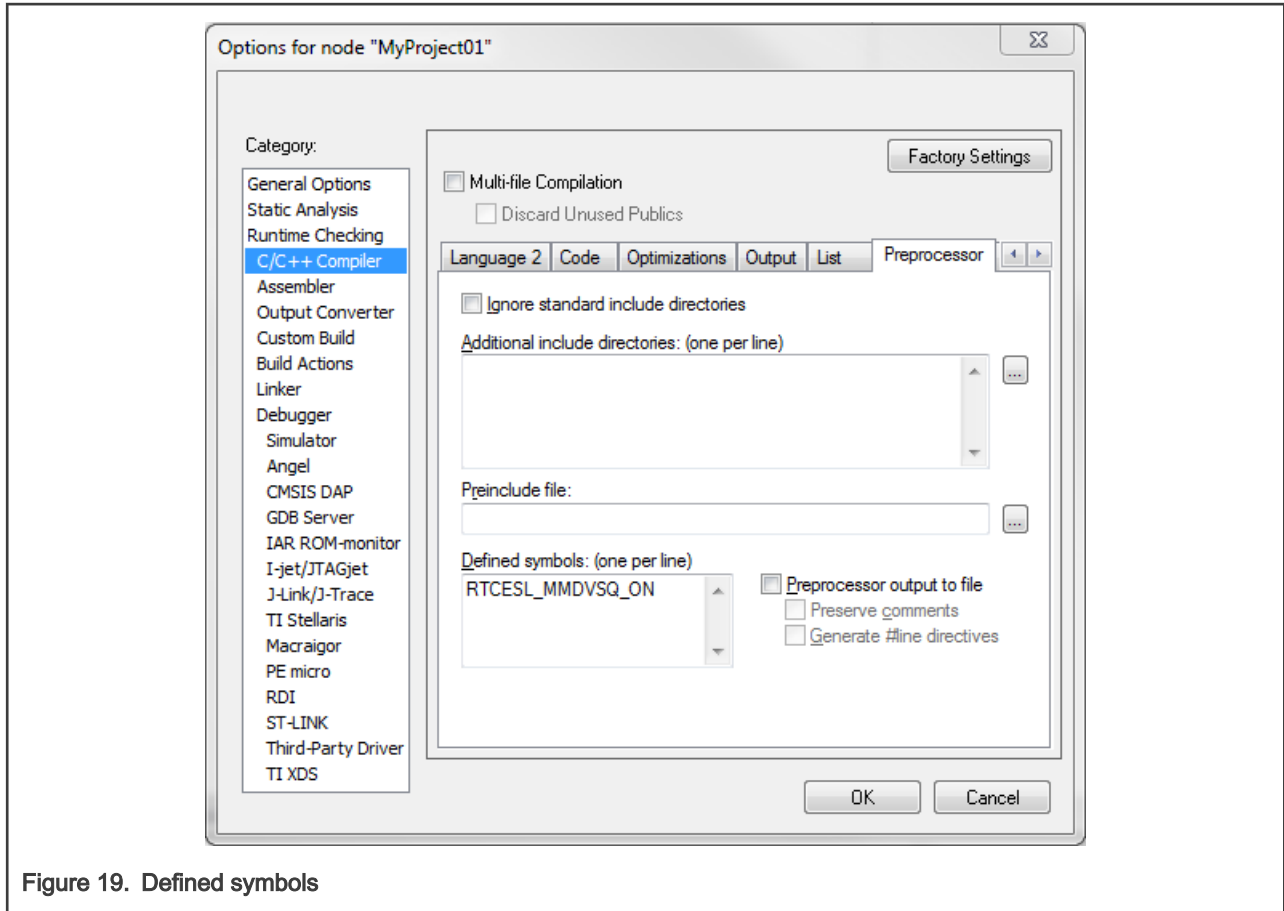 Options for node "MyProject01"
Category:
General Options
Static Analysis
Runtime Checking
C/C++ Compiler
Assembler
Output Converter
Custom Build
Build Actions
Linker
Debugger
Simulator
Angel
CMSIS DAP
GDB Server
IAR ROM-monitor
I-jet/JTAGjet
J-Link/J-Trace
TI Stellaris
Macraigor
PE micro
RDI
ST-LINK
Third-Party Driver
TI XDS
Factory Settings
Multi-file Compilation
Discard Unused Publics
Language 2 Code Optimizations Output List Preprocessor
Ignore standard include directories
Additional include directories: (one per line)
...
Preinclude file:
...
Defined symbols: (one per line)
RTCESL_MMDVSQ_ON
Preprocessor output to file
Preserve comments
Generate #line directives
OK Cancel
Figure 19. Defined symbols